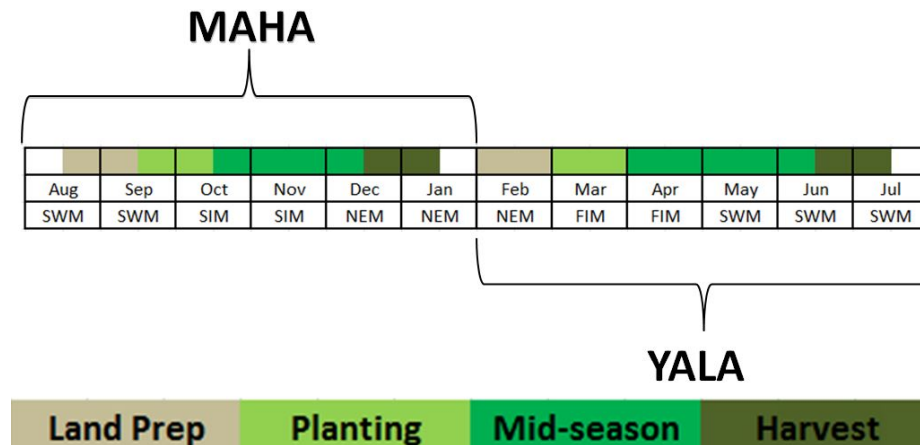 MAHA
Aug Sep Oct Nov Dec Jan Feb Mar Apr May Jun Jul
SWM SWM SIM SIM NEM NEM NEM FIM FIM SWM SWM SWM
YALA
Land Prep Planting Mid-season Harvest